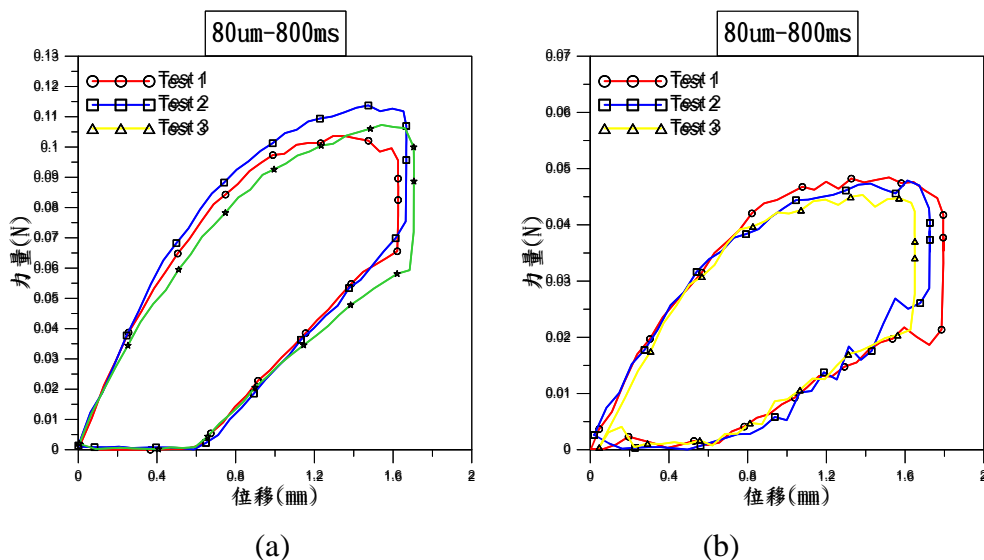 80um-800ms
0.13
0.12
0.11
0.1
0.09
0.08
0.07
0.06
0.05
0.04
0.03
0.02
0.01
0
力量(N)
Test 1
Test 2
Test 3
0 0.4 0.8 1.2 1.6 2
位移(mm)
(a)
80um-800ms
0.07
0.06
0.05
0.04
0.03
0.02
0.01
0
力量(N)
Test 1
Test 2
Test 3
0 0.4 0.8 1.2 1.6 2
位移(mm)
(b)